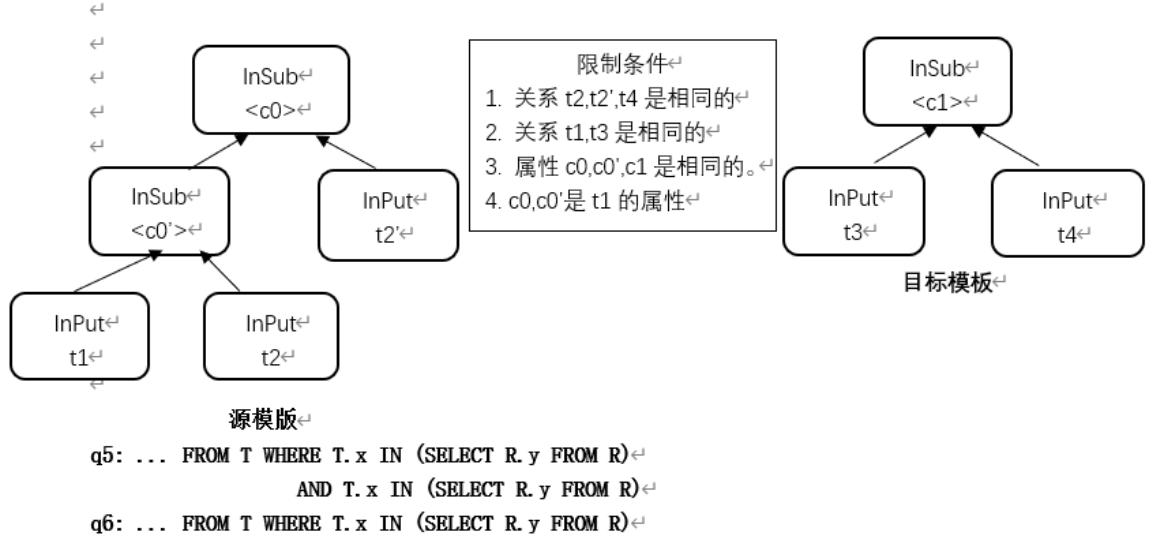 InSub
<c0>
InSub
<c0'>
InPut
t2'
InPut
t1
InPut
t2
源模版
限制条件
1. 关系 t2,t2',t4 是相同的
2. 关系 t1,t3 是相同的
3. 属性 c0,c0',c1 是相同的。
4. c0,c0'是 t1 的属性
InSub
<c1>
InPut
t3
InPut
t4
目标模板
q5: ... FROM T WHERE T.x IN (SELECT R.y FROM R)
AND T.x IN (SELECT R.y FROM R)
q6: ... FROM T WHERE T.x IN (SELECT R.y FROM R)